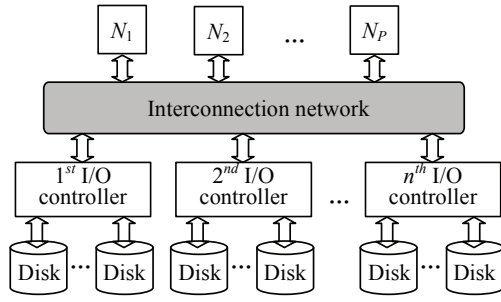 N1 N2 ... NP
Interconnection network
1st I/O controller 2nd I/O controller ... nth I/O controller
Disk ... Disk Disk ... Disk Disk ... Disk